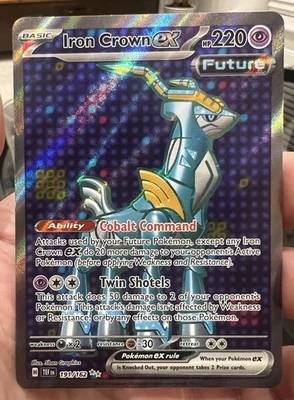 BASIC
Iron Crown ex HP 220
Future
Ability Cobalt Command
Attacks used by your Future Pokémon, except any Iron
Crown ex, do 20 more damage to your opponent's Active
Pokémon (before applying Weakness and Resistance).
Twin Shotels
This attack does 50 damage to 2 of your opponent's
Pokémon. This attack's damage isn't affected by Weakness
or Resistance, or by any effects on those Pokémon.
weakness ×2 resistance -30 retreat
Illus. Shin Graphics
H TEF EN 191/162
Pokémon ex rule
When your Pokémon ex
is Knocked Out, your opponent takes 2 Prize cards.